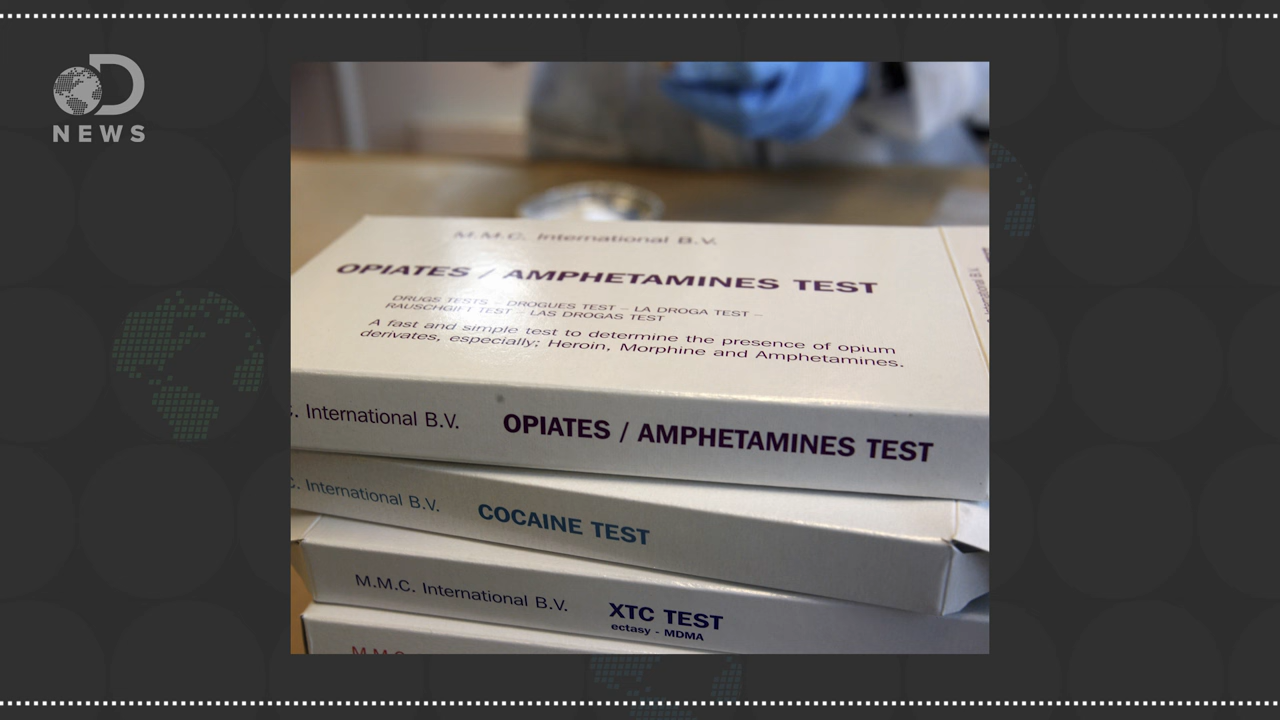 NEWS
M.M.C. International B.V.
OPIATES / AMPHETAMINES TEST
DRUGS TESTS – DROGUES TEST – LA DROGA TEST –
RAUSCHGIFT TEST – LAS DROGAS TEST
A fast and simple test to determine the presence of opium
derivates, especially; Heroin, Morphine and Amphetamines.
C. International B.V. OPIATES / AMPHETAMINES TEST
C. International B.V. COCAINE TEST
M.M.C. International B.V. XTC TEST
ectasy - MDMA
M.M.C